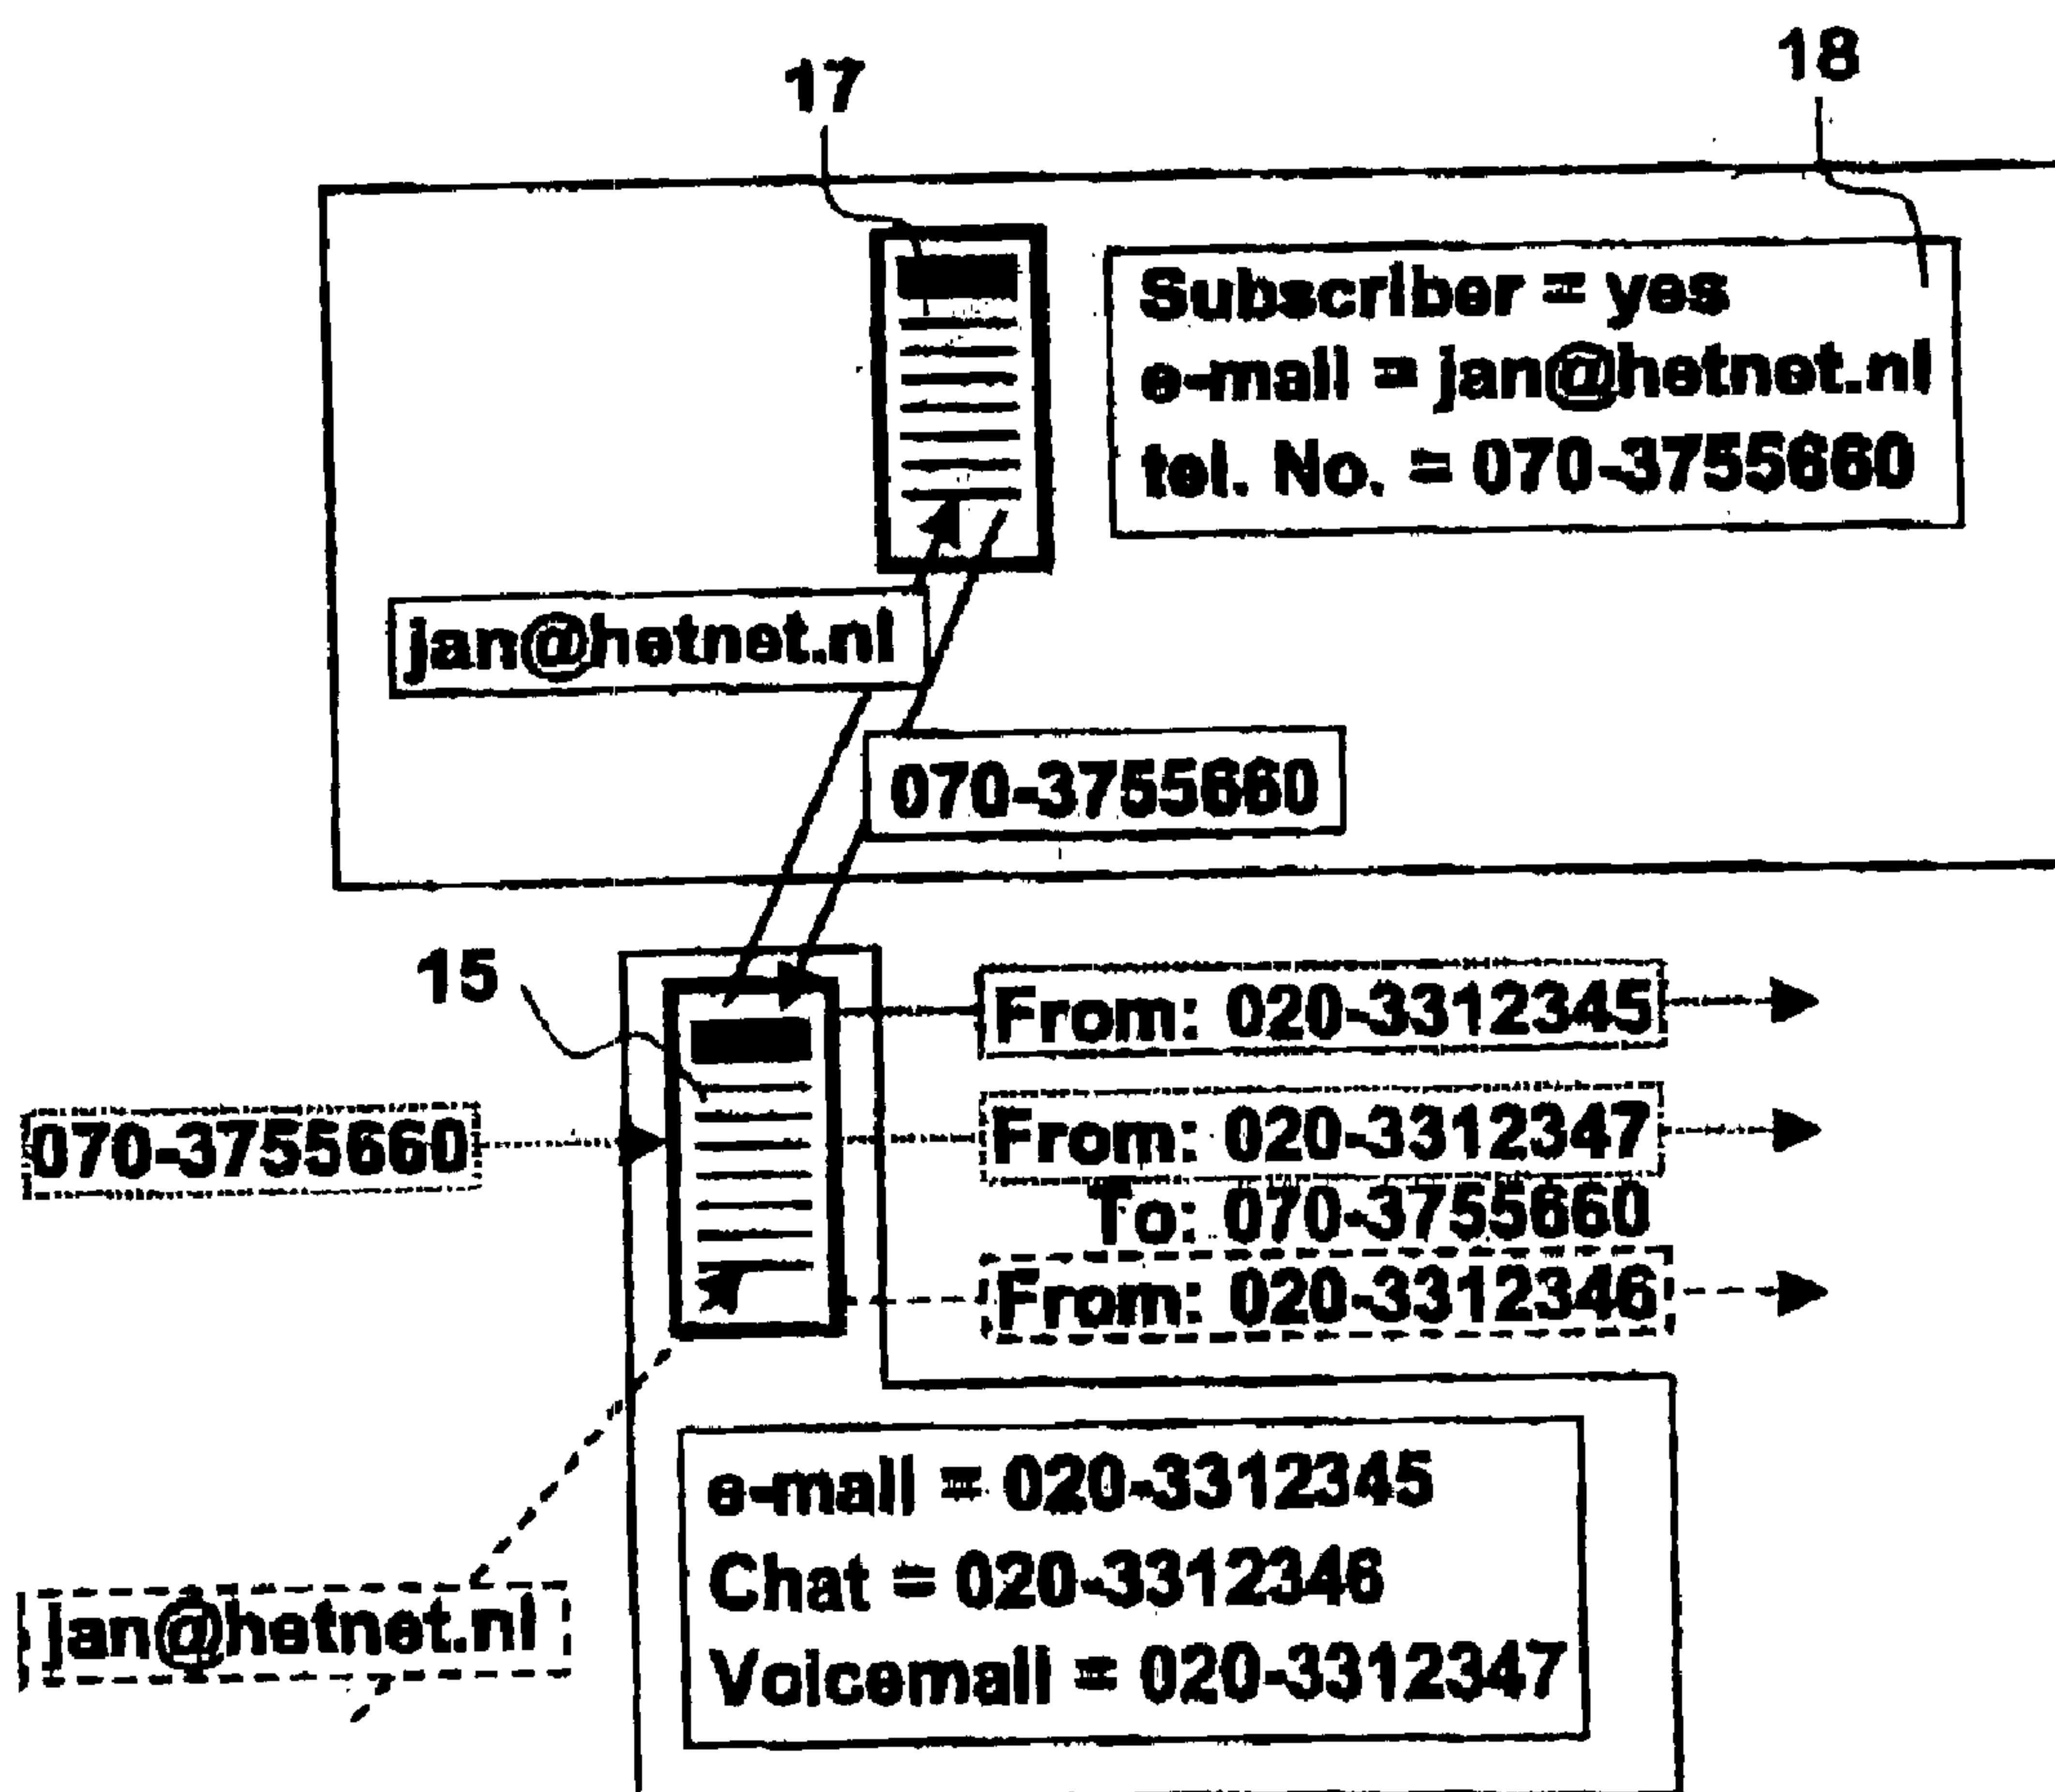 17
18
Subscriber = yes
e-mail = jan@hetnet.nl
tel. No. = 070-3755660
jan@hetnet.nl
070-3755660
15
From: 020-3312345
From: 020-3312347
070-3755660
To: 070-3755660
From: 020-3312346
e-mail = 020-3312345
Chat = 020-3312346
jan@hetnet.nl
Voicemail = 020-3312347